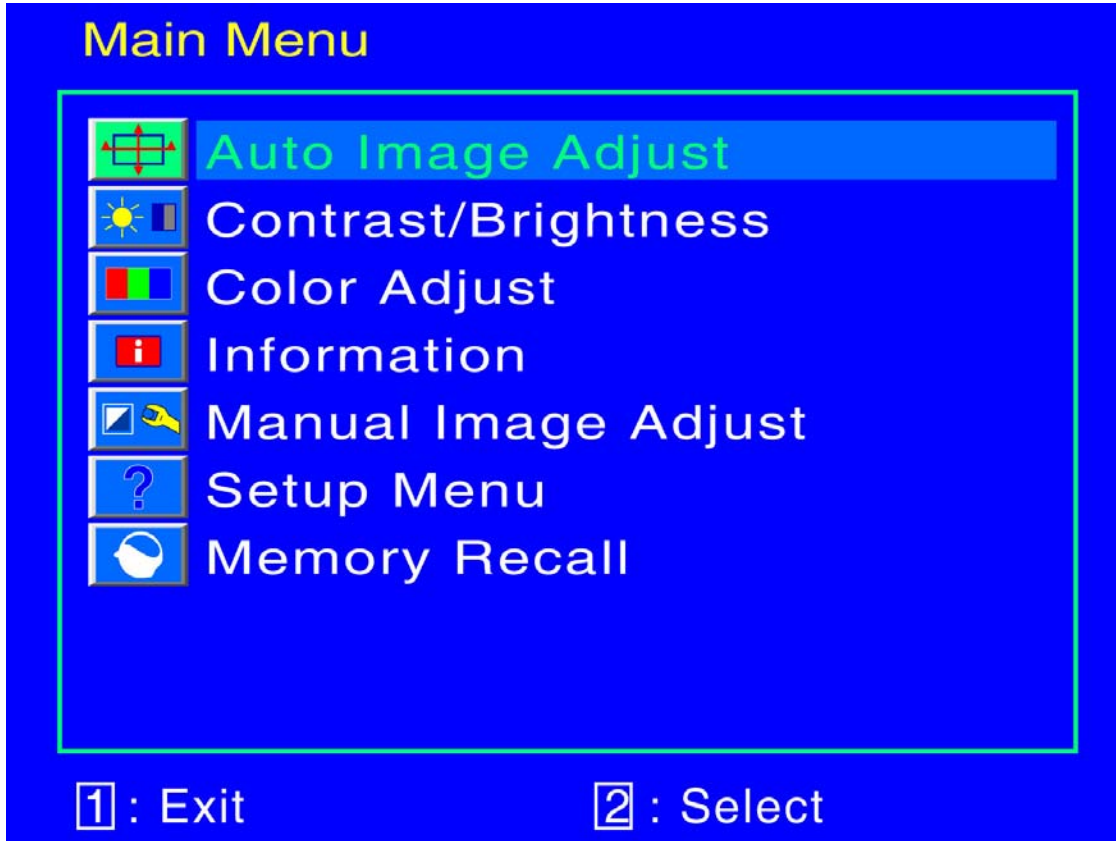 Main Menu
Auto Image Adjust
Contrast/Brightness
Color Adjust
i Information
Manual Image Adjust
? Setup Menu
Memory Recall
1 : Exit 2 : Select